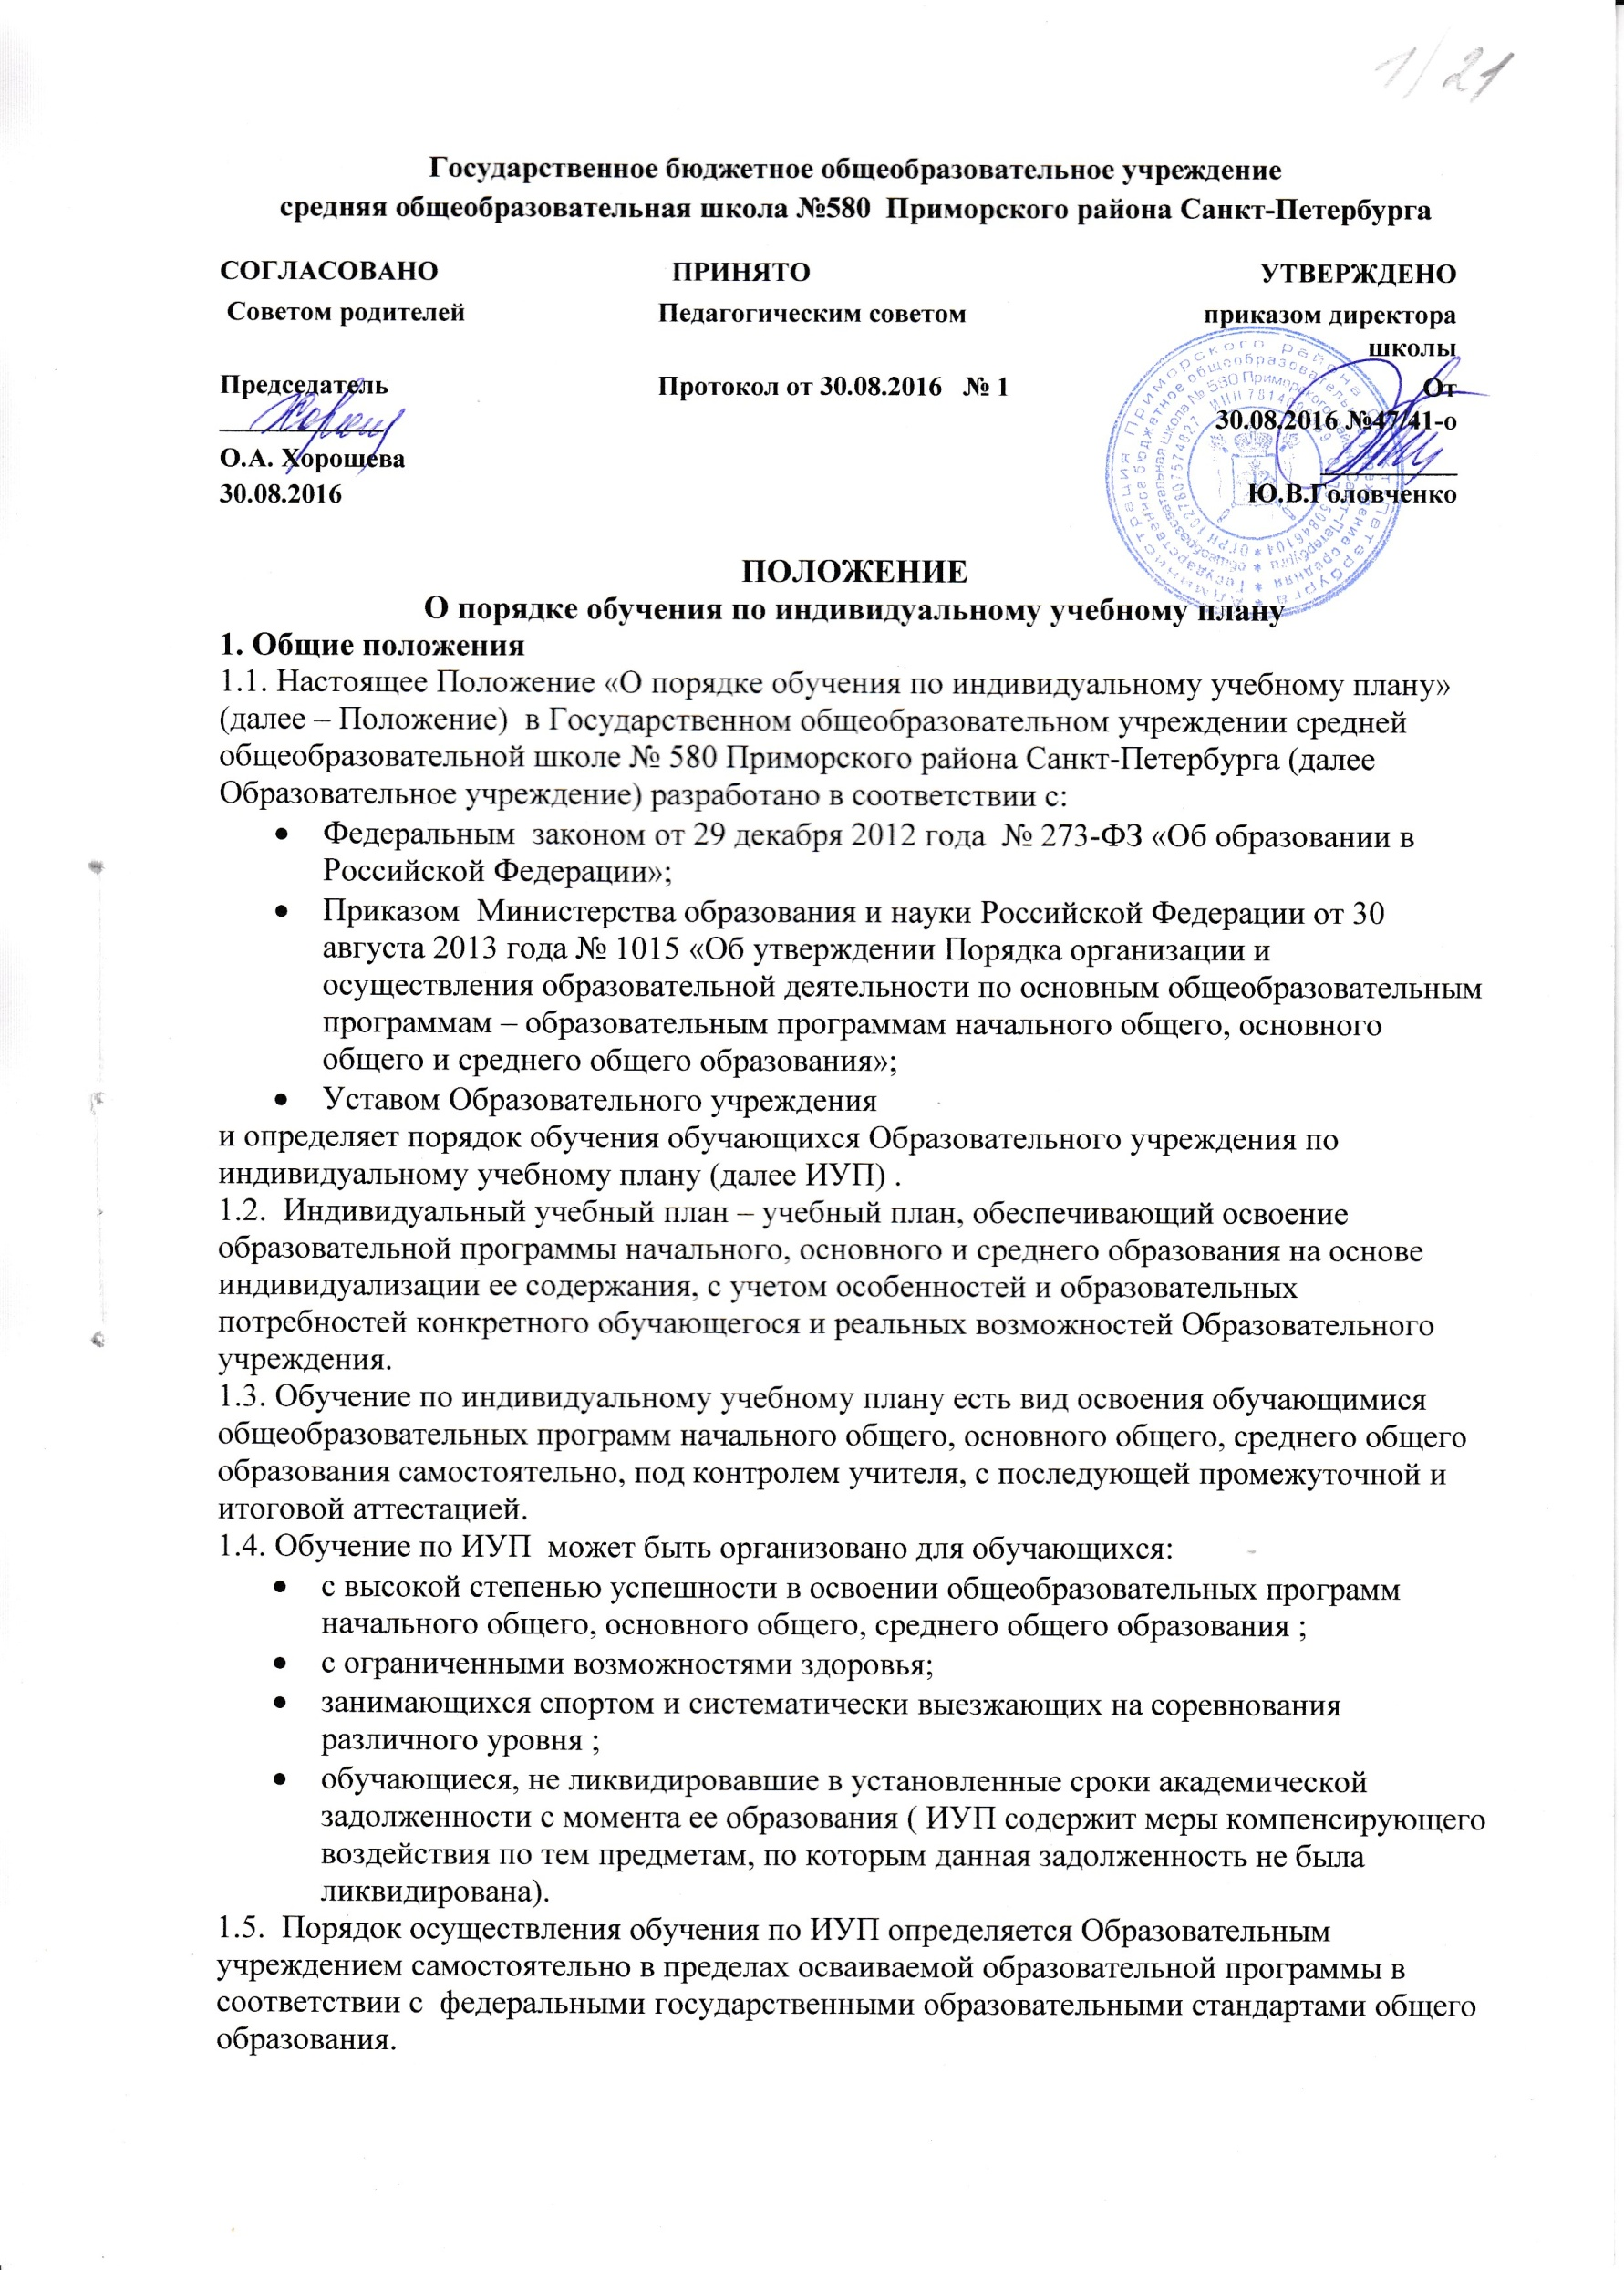 1/21
Государственное бюджетное общеобразовательное учреждение
средняя общеобразовательная школа №580 Приморского района Санкт-Петербурга
СОГЛАСОВАНО
Советом родителей
Председатель
О.А. Хорошева
30.08.2016
ПРИНЯТО
Педагогическим советом
Протокол от 30.08.2016 № 1
УТВЕРЖДЕНО
приказом директора
школы
От
30.08.2016 №47/41-о
Ю.В.Головченко
ПОЛОЖЕНИЕ
О порядке обучения по индивидуальному учебному плану
1. Общие положения
1.1. Настоящее Положение «О порядке обучения по индивидуальному учебному плану»
(далее – Положение) в Государственном общеобразовательном учреждении средней
общеобразовательной школе № 580 Приморского района Санкт-Петербурга (далее
Образовательное учреждение) разработано в соответствии с:
• Федеральным законом от 29 декабря 2012 года № 273-ФЗ «Об образовании в
Российской Федерации»;
• Приказом Министерства образования и науки Российской Федерации от 30
августа 2013 года № 1015 «Об утверждении Порядка организации и
осуществления образовательной деятельности по основным общеобразовательным
программам – образовательным программам начального общего, основного
общего и среднего общего образования»;
• Уставом Образовательного учреждения
и определяет порядок обучения обучающихся Образовательного учреждения по
индивидуальному учебному плану (далее ИУП) .
1.2. Индивидуальный учебный план – учебный план, обеспечивающий освоение
образовательной программы начального, основного и среднего образования на основе
индивидуализации ее содержания, с учетом особенностей и образовательных
потребностей конкретного обучающегося и реальных возможностей Образовательного
учреждения.
1.3. Обучение по индивидуальному учебному плану есть вид освоения обучающимися
общеобразовательных программ начального общего, основного общего, среднего общего
образования самостоятельно, под контролем учителя, с последующей промежуточной и
итоговой аттестацией.
1.4. Обучение по ИУП может быть организовано для обучающихся:
• с высокой степенью успешности в освоении общеобразовательных программ
начального общего, основного общего, среднего общего образования ;
• с ограниченными возможностями здоровья;
• занимающихся спортом и систематически выезжающих на соревнования
различного уровня ;
• обучающиеся, не ликвидировавшие в установленные сроки академической
задолженности с момента ее образования ( ИУП содержит меры компенсирующего
воздействия по тем предметам, по которым данная задолженность не была
ликвидирована).
1.5. Порядок осуществления обучения по ИУП определяется Образовательным
учреждением самостоятельно в пределах осваиваемой образовательной программы в
соответствии с федеральными государственными образовательными стандартами общего
образования.